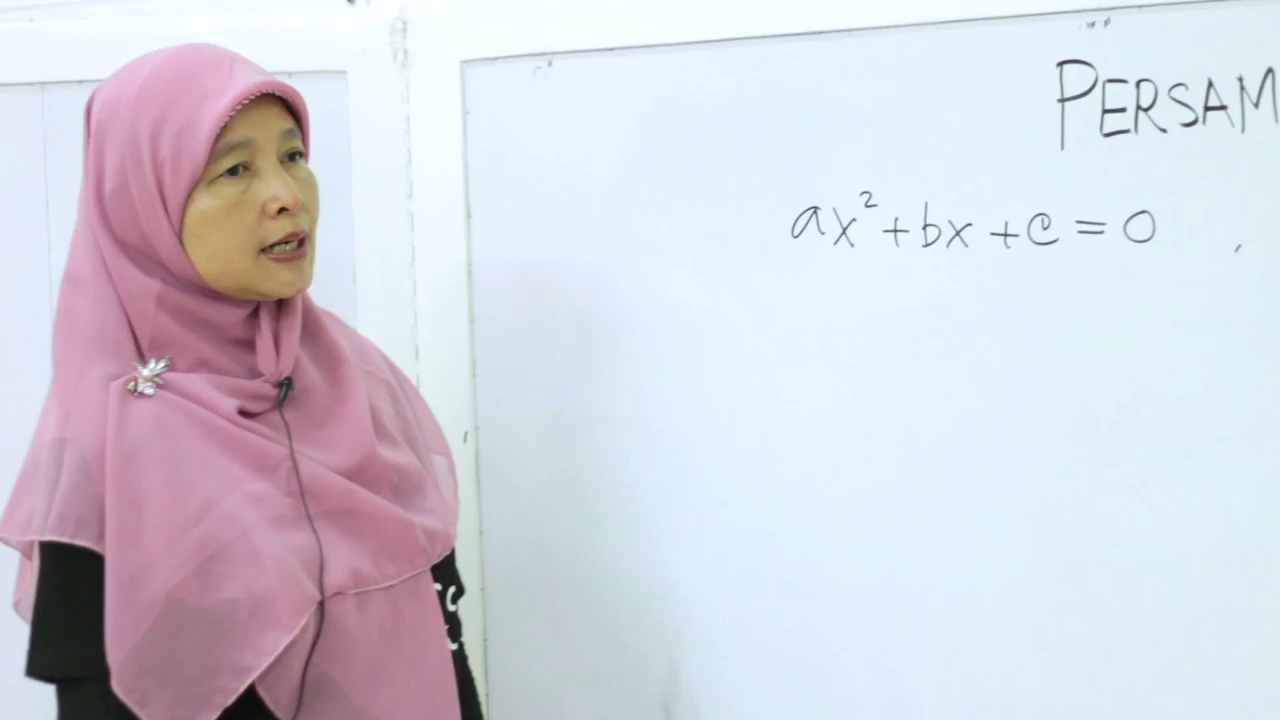 PERSAM
ax² + bx + c = 0